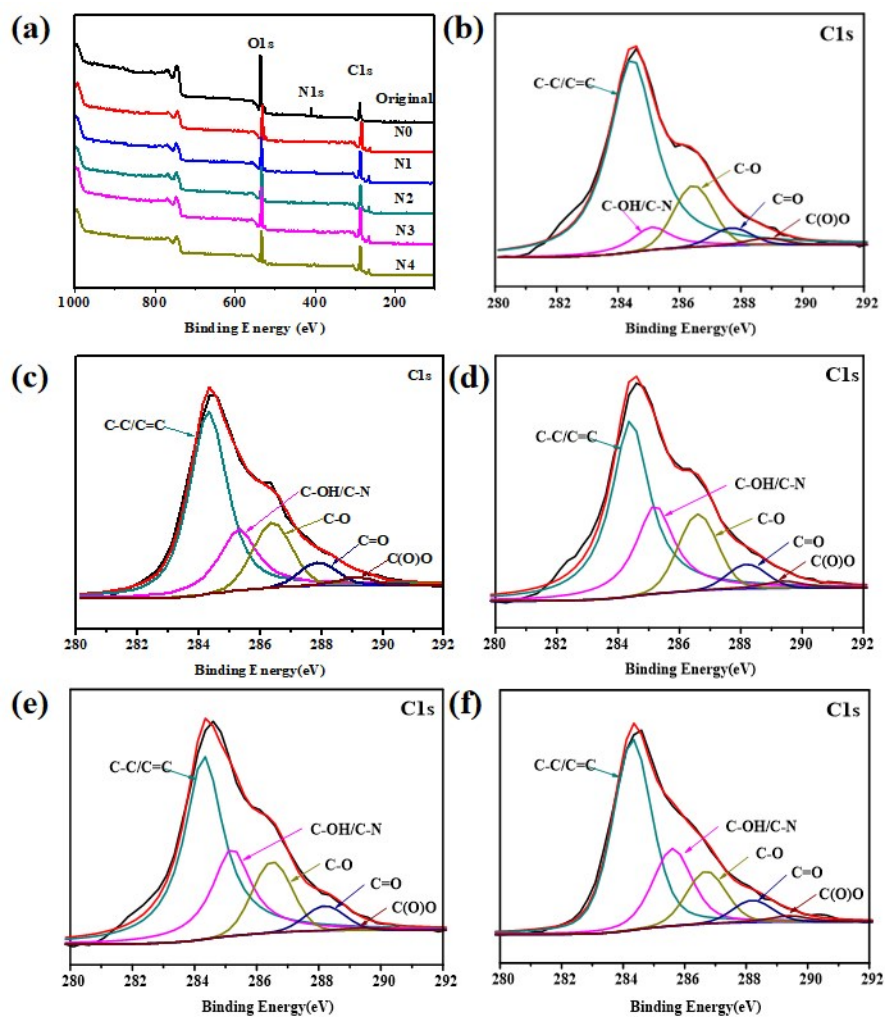 (a)
O1s
N1s
C1s
Original
N0
N1
N2
N3
N4
1000 800 600 400 200
Binding Energy (eV)
(b)
C1s
C-C/C=C
C-O
C-OH/C-N
C=O
C(O)O
280 282 284 286 288 290 292
Binding Energy(eV)
(c)
C1s
C-C/C=C
C-OH/C-N
C-O
C=O
C(O)O
280 282 284 286 288 290 292
Binding Energy(eV)
(d)
C1s
C-C/C=C
C-OH/C-N
C-O
C=O
C(O)O
280 282 284 286 288 290 292
Binding Energy(eV)
(e)
C1s
C-C/C=C
C-OH/C-N
C-O
C=O
C(O)O
280 282 284 286 288 290 292
Binding Energy(eV)
(f)
C1s
C-C/C=C
C-OH/C-N
C-O
C=O
C(O)O
280 282 284 286 288 290 292
Binding Energy(eV)